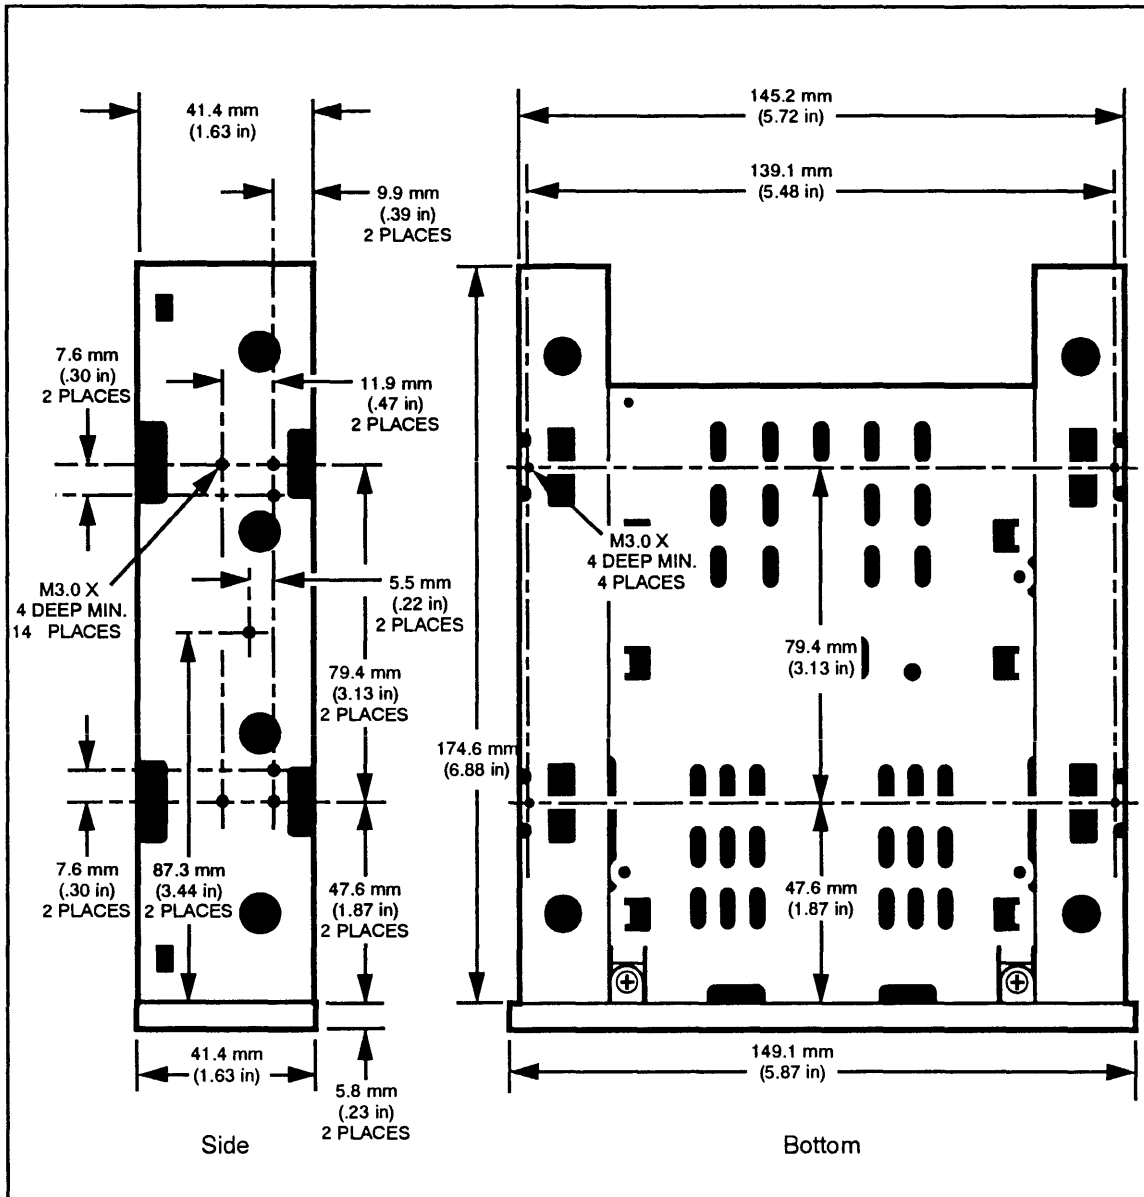 41.4 mm
(1.63 in)
145.2 mm
(5.72 in)
139.1 mm
(5.48 in)
9.9 mm
(.39 in)
2 PLACES
7.6 mm
(.30 in)
2 PLACES
11.9 mm
(.47 in)
2 PLACES
M3.0 X
4 DEEP MIN.
14 PLACES
5.5 mm
(.22 in)
2 PLACES
M3.0 X
4 DEEP MIN.
4 PLACES
79.4 mm
(3.13 in)
2 PLACES
79.4 mm
(3.13 in)
174.6 mm
(6.88 in)
7.6 mm
(.30 in)
2 PLACES
87.3 mm
(3.44 in)
2 PLACES
47.6 mm
(1.87 in)
2 PLACES
47.6 mm
(1.87 in)
41.4 mm
(1.63 in)
5.8 mm
(.23 in)
2 PLACES
149.1 mm
(5.87 in)
Side
Bottom